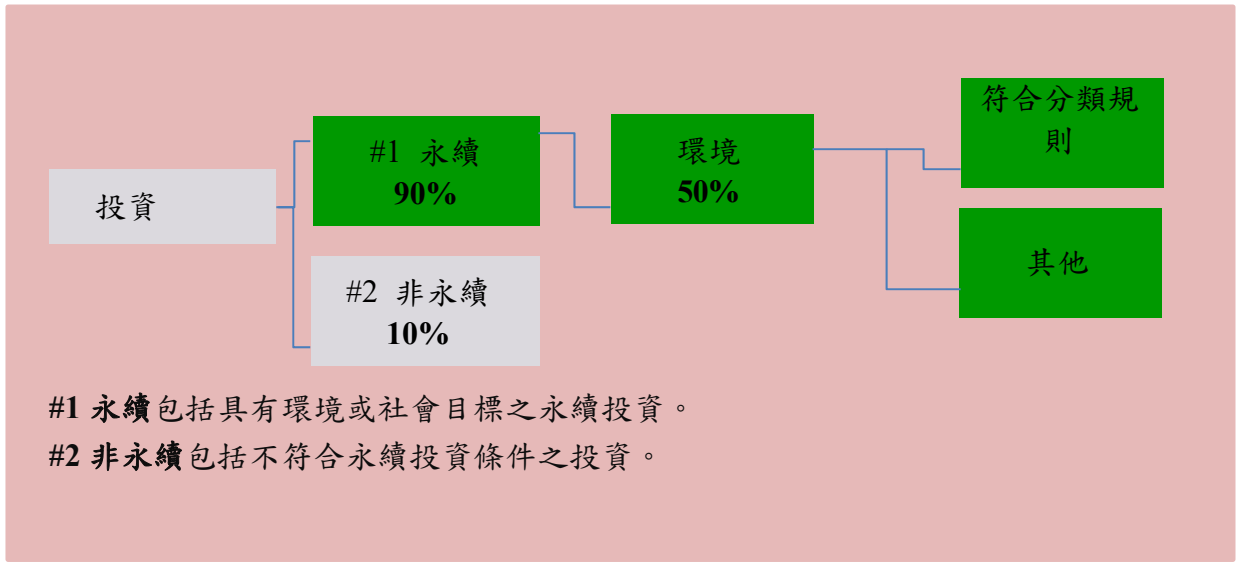 投資
#1 永續
90%
#2 非永續
10%
環境
50%
符合分類規
則
其他
#1 永續包括具有環境或社會目標之永續投資。
#2 非永續包括不符合永續投資條件之投資。